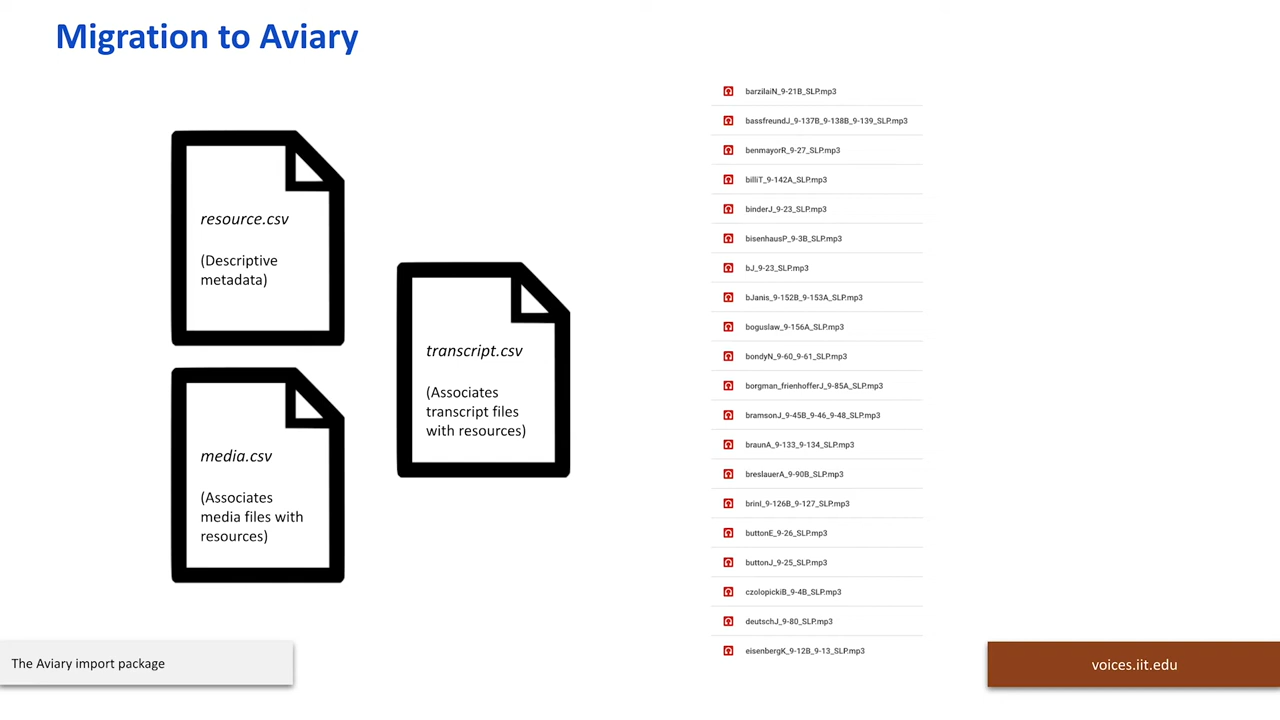 Migration to Aviary
resource.csv
(Descriptive
metadata)
media.csv
(Associates
media files with
resources)
transcript.csv
(Associates
transcript files
with resources)
barzilaiN_9-21B_SLP.mp3
bassfreundJ_9-137B_9-138B_9-139_SLP.mp3
benmayorR_9-27_SLP.mp3
billiT_9-142A_SLP.mp3
binderJ_9-23_SLP.mp3
bisenhausP_9-3B_SLP.mp3
bJ_9-23_SLP.mp3
bJanis_9-152B_9-153A_SLP.mp3
boguslaw_9-156A_SLP.mp3
bondyN_9-60_9-61_SLP.mp3
borgman_frienhofferJ_9-85A_SLP.mp3
bramsonJ_9-45B_9-46_9-48_SLP.mp3
braunA_9-133_9-134_SLP.mp3
breslauerA_9-90B_SLP.mp3
brinI_9-126B_9-127_SLP.mp3
buttonE_9-26_SLP.mp3
buttonJ_9-25_SLP.mp3
czolopickiB_9-4B_SLP.mp3
deutschJ_9-80_SLP.mp3
eisenbergK_9-12B_9-13_SLP.mp3
The Aviary import package
voices.iit.edu